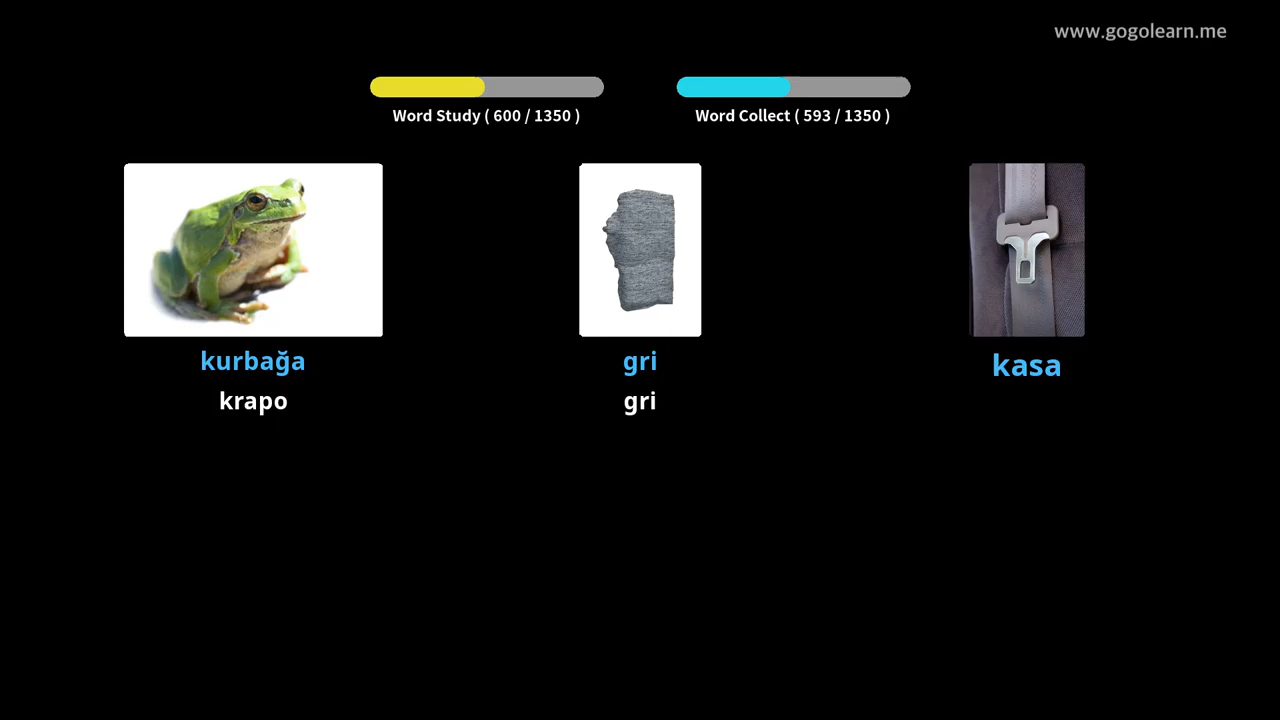 www.gogolearn.me
Word Study ( 600 / 1350 )
Word Collect ( 593 / 1350 )
kurbağa
krapo
gri
gri
kasa